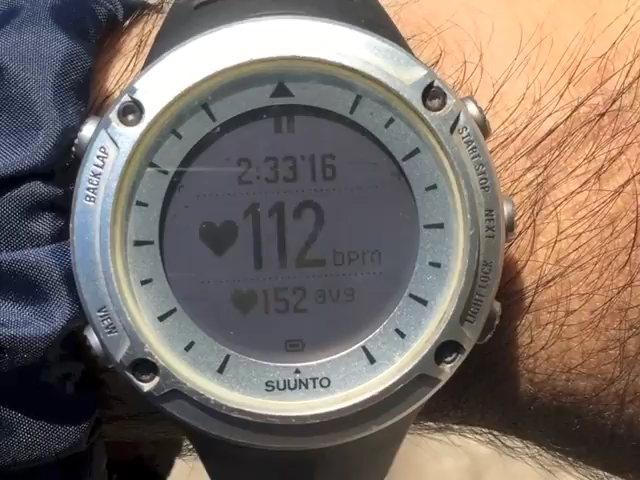 BACK LAP
START STOP
NEXT
LIGHT LOCK
VIEW
2:33'16
112 bpm
152 avg
SUUNTO